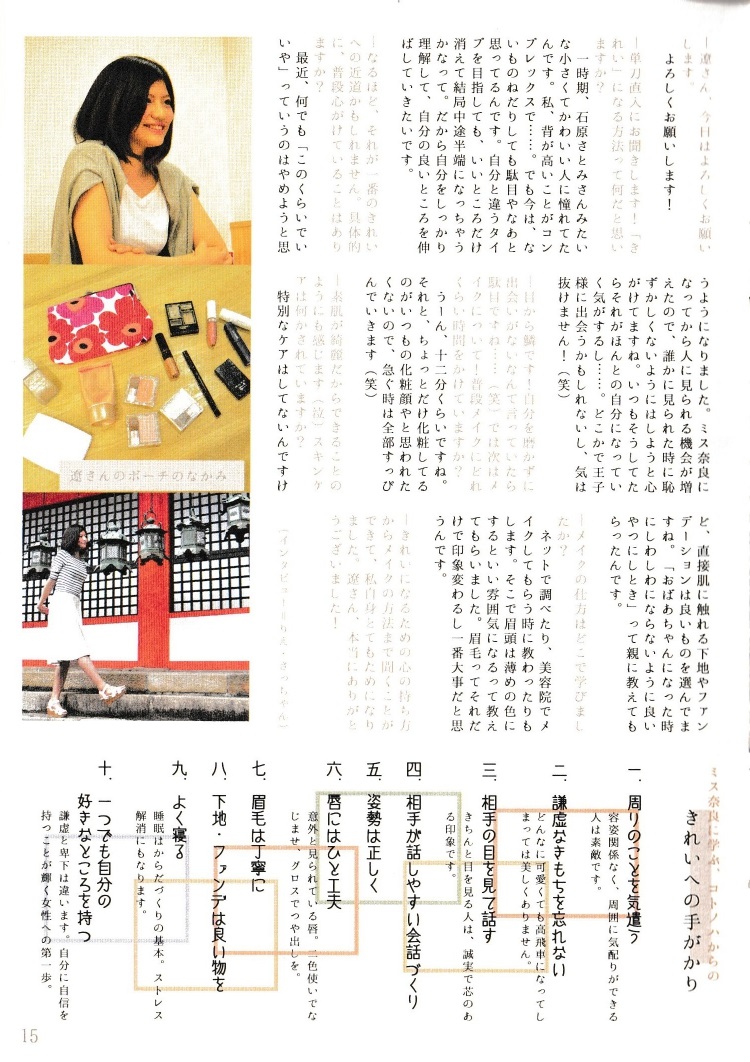 ―遼さん、今日はよろしくお願い
します。
よろしくお願いします！
―単刀直入にお聞きします！「き
れい」になる方法って何だと思い
ますか？
一時期、石原さとみさんみたい
な小さくてかわいい人に憧れてた
んです。私、背が高いことがコン
プレックスで……。でも今は、な
いものねだりしても駄目やなあと
思ってるんです。自分と違うタイ
プを目指しても、いいところだけ
消えて結局中途半端になっちゃう
かなって。だから自分をしっかり
理解して、自分の良いところを伸
ばしていきたいです。
―なるほど、それが一番のきれい
への近道かもしれません。具体的
に、普段心がけていることはあり
ますか？
最近、何でも「このくらいでい
いや」っていうのはやめようと思
うようになりました。ミス奈良に
なってから人に見られる機会が増
えたので、誰かに見られた時に恥
ずかしくないようにはしようと心
がけてますね。いつもそうしてた
らそれがほんとの自分になってい
く気がするし……。どこかで王子
様に出会うかもしれないし、気は
抜けません！（笑）
―目から鱗です！自分を磨かずに
出会いがないなんて言っていたら
駄目ですね…（笑）では次はメ
イクについて！普段メイクにどれ
くらい時間をかけていますか？
うーん、十二分くらいですね。
それと、ちょっとだけ化粧してる
のがいつもの化粧顔やと思われた
くないので、急ぐ時は全部すっぴ
んでいきます（笑）
―素肌が綺麗だからできることの
ようにも感じます（泣）スキンケ
アは何かされていますか？
特別なケアはしてないんですけ
ど、直接肌に触れる下地やファン
デーションは良いものを選んでま
すね。「おばあちゃんになった時
にしわしわにならないように良い
やつにしとき」って親に教えても
らったんです。
―メイクの仕方はどこで学びまし
たか？
ネットで調べたり、美容院でメ
イクしてもらう時に教わったりも
します。そこで眉頭は薄めの色に
するといい雰囲気になるって教え
てもらいました。眉毛ってそれだ
けで印象変わるし一番大事だと思
うんです。
―きれいになるための心の持ち方
からメイクの方法まで聞くことが
できて、私自身とてもためになり
ました。遼さん、本当にありがと
うございました！
（インタビュー＝りえ・さっちゃん）
遼さんのポーチのなかみ
ミス奈良に学ぶ、コトノハからの
きれいへの手がかり
一．周りのことを気遣う
容姿関係なく、周囲に気配りができる
人は素敵です。
二．謙虚なきもちを忘れない
どんなに可愛くても高飛車になってし
まっては美しくありません。
三．相手の目を見て話す
きちんと目を見る人は、誠実で芯のあ
る印象です。
四．相手が話しやすい会話づくり
五．姿勢は正しく
六．唇にはひと工夫
意外と見られている唇。二色使いでな
じませ、グロスでつや出しを。
七．眉毛は丁寧に
八．下地・ファンデは良い物を
九．よく寝る
睡眠はからだづくりの基本。ストレス
解消にもなります。
十．一つでも自分の
好きなところを持つ
謙虚と卑下は違います。自分に自信を
持つことが輝く女性への第一歩。
15